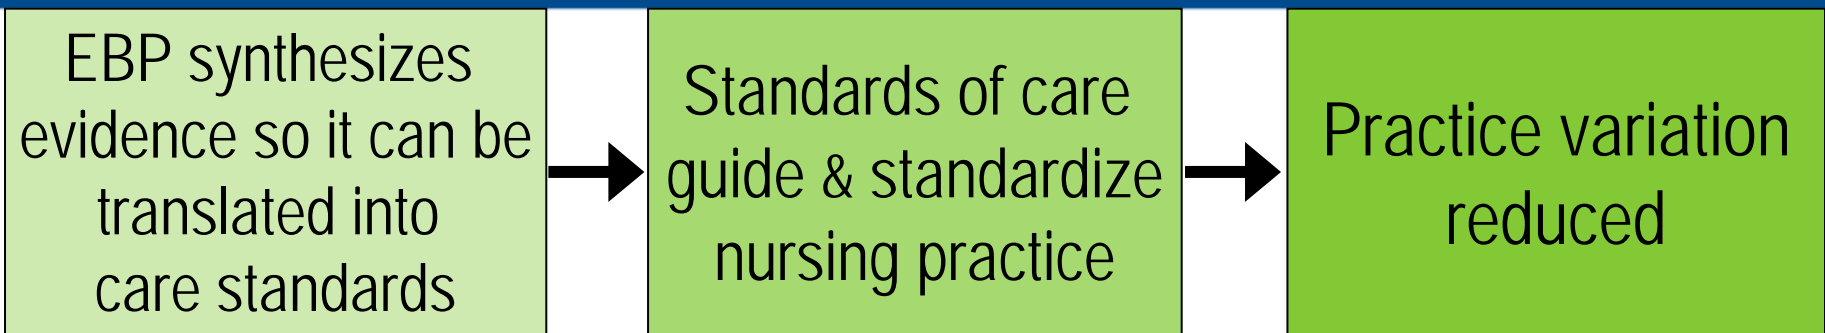 EBP synthesizes
evidence so it can be
translated into
care standards
Standards of care
guide & standardize
nursing practice
Practice variation
reduced